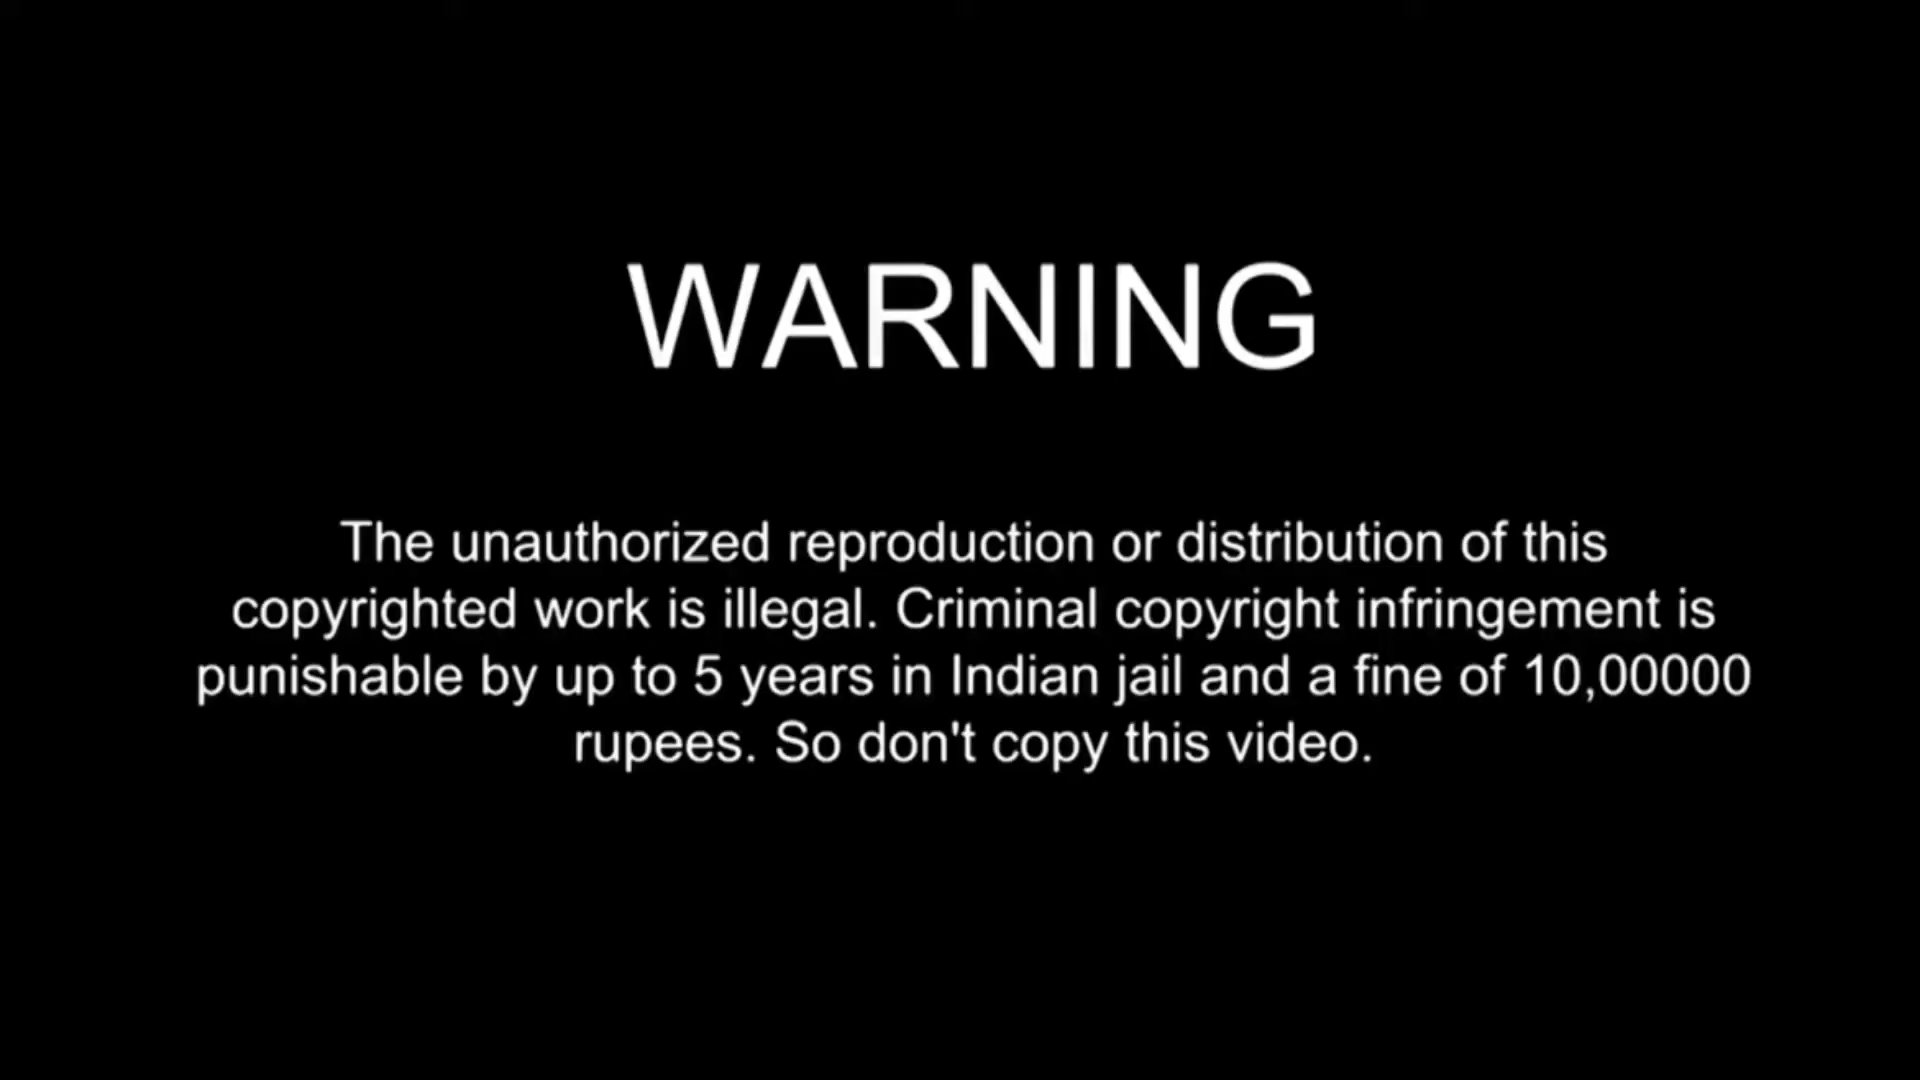 WARNING
The unauthorized reproduction or distribution of this
copyrighted work is illegal. Criminal copyright infringement is
punishable by up to 5 years in Indian jail and a fine of 10,00000
rupees. So don't copy this video.